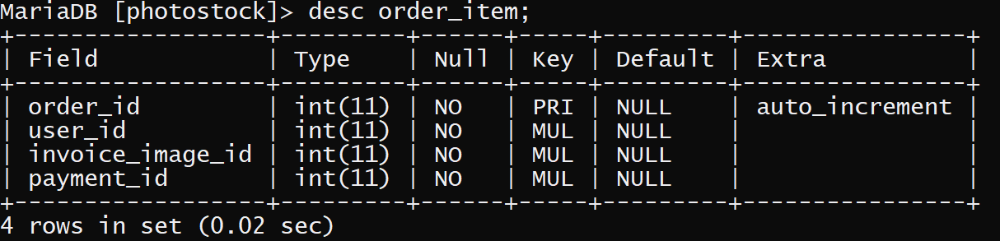 MariaDB [photostock]> desc order_item;
+------------------+---------+------+-----+---------+----------------+
| Field            | Type    | Null | Key | Default | Extra          |
+------------------+---------+------+-----+---------+----------------+
| order_id         | int(11) | NO   | PRI | NULL    | auto_increment |
| user_id          | int(11) | NO   | MUL | NULL    |                |
| invoice_image_id | int(11) | NO   | MUL | NULL    |                |
| payment_id       | int(11) | NO   | MUL | NULL    |                |
+------------------+---------+------+-----+---------+----------------+
4 rows in set (0.02 sec)